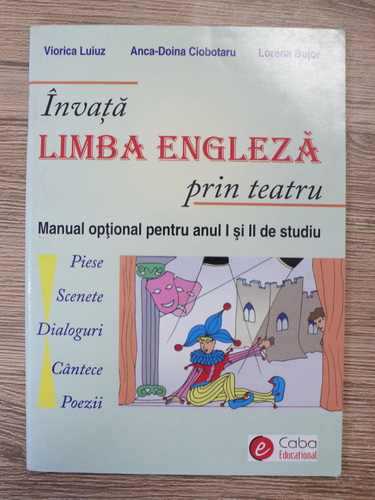 Viorica Luiuz Anca-Doina Ciobotaru Lorena Bujor
Învață
LIMBA ENGLEZĂ
prin teatru
Manual opțional pentru anul I și II de studiu
Piese
Scenete
Dialoguri
Cântece
Poezii
e Caba
Educational